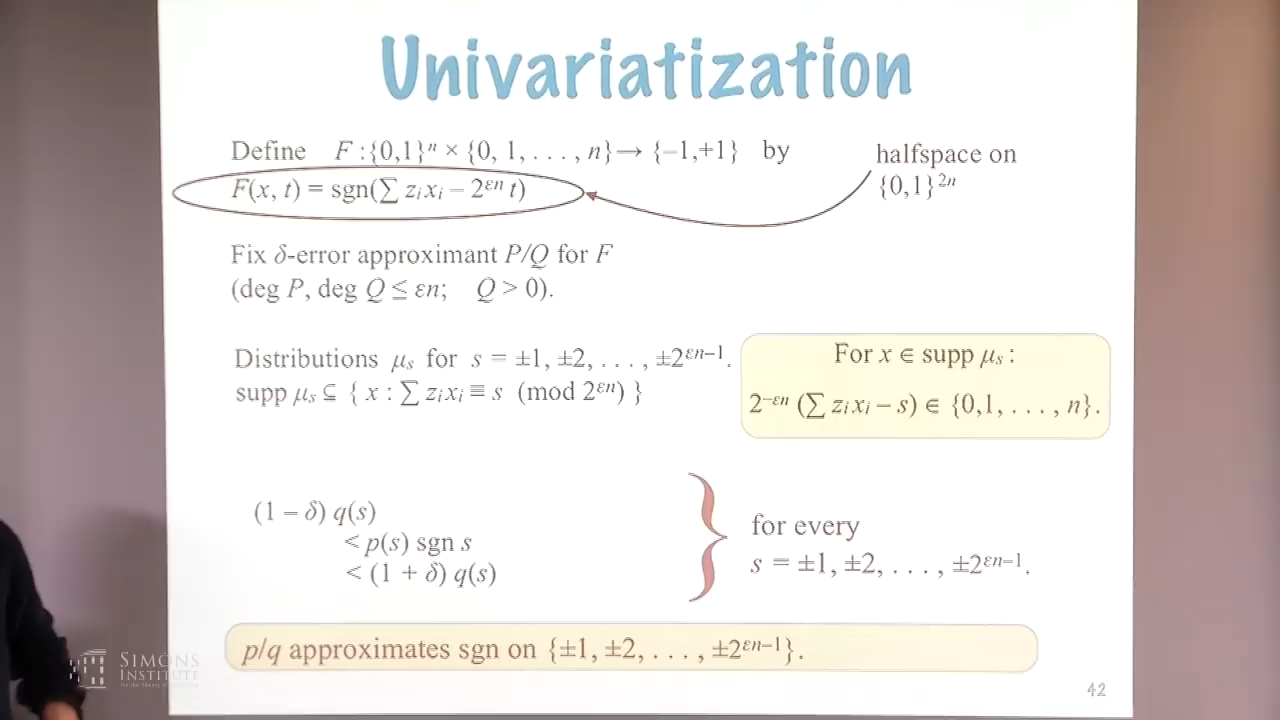 Univariatization
Define F : {0,1}ⁿ × {0, 1, . . . , n} → {−1,+1} by
halfspace on
{0,1}²ⁿ
F(x, t) = sgn(∑ zᵢxᵢ − 2^εn t)
Fix δ-error approximant P/Q for F
(deg P, deg Q ≤ εn; Q > 0).
Distributions μₛ for s = ±1, ±2, . . . , ±2^εn−1.
supp μₛ ⊆ { x : ∑ zᵢxᵢ ≡ s (mod 2^εn) }
For x ∈ supp μₛ :
2^−εn (∑ zᵢxᵢ − s) ∈ {0,1, . . . , n}.
(1 − δ) q(s)
< p(s) sgn s
< (1 + δ) q(s)
for every
s = ±1, ±2, . . . , ±2^εn−1.
p/q approximates sgn on {±1, ±2, . . . , ±2^εn−1}.
SIMONS
INSTITUTE
42